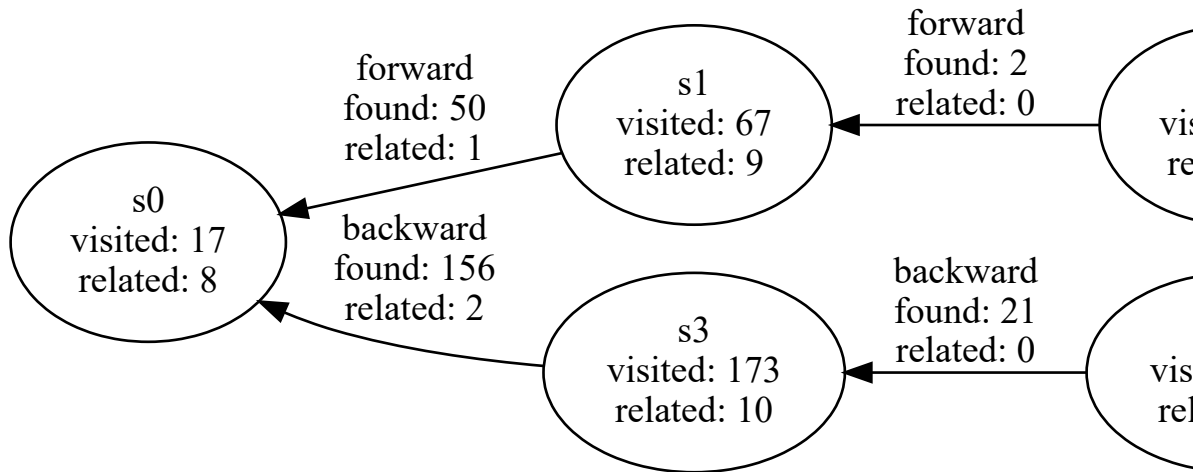 forward
found: 50
related: 1
s1
visited: 67
related: 9
forward
found: 2
related: 0
s0
visited: 17
related: 8
backward
found: 156
related: 2
s3
visited: 173
related: 10
backward
found: 21
related: 0